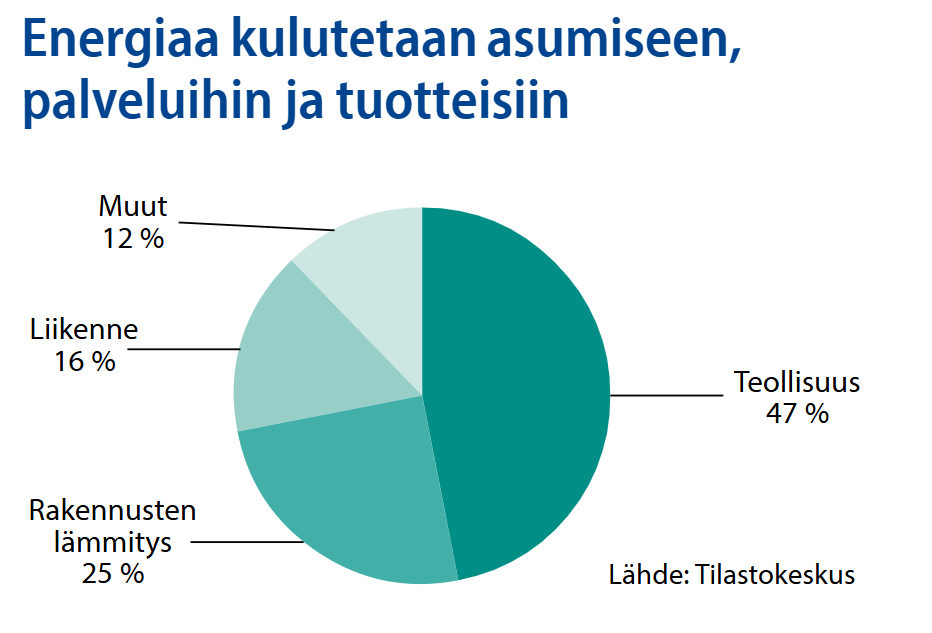 Energiaa kulutetaan asumiseen,
palveluihin ja tuotteisiin
Muut
12 %
Liikenne
16 %
Teollisuus
47 %
Rakennusten
lämmitys
25 %
Lähde: Tilastokeskus